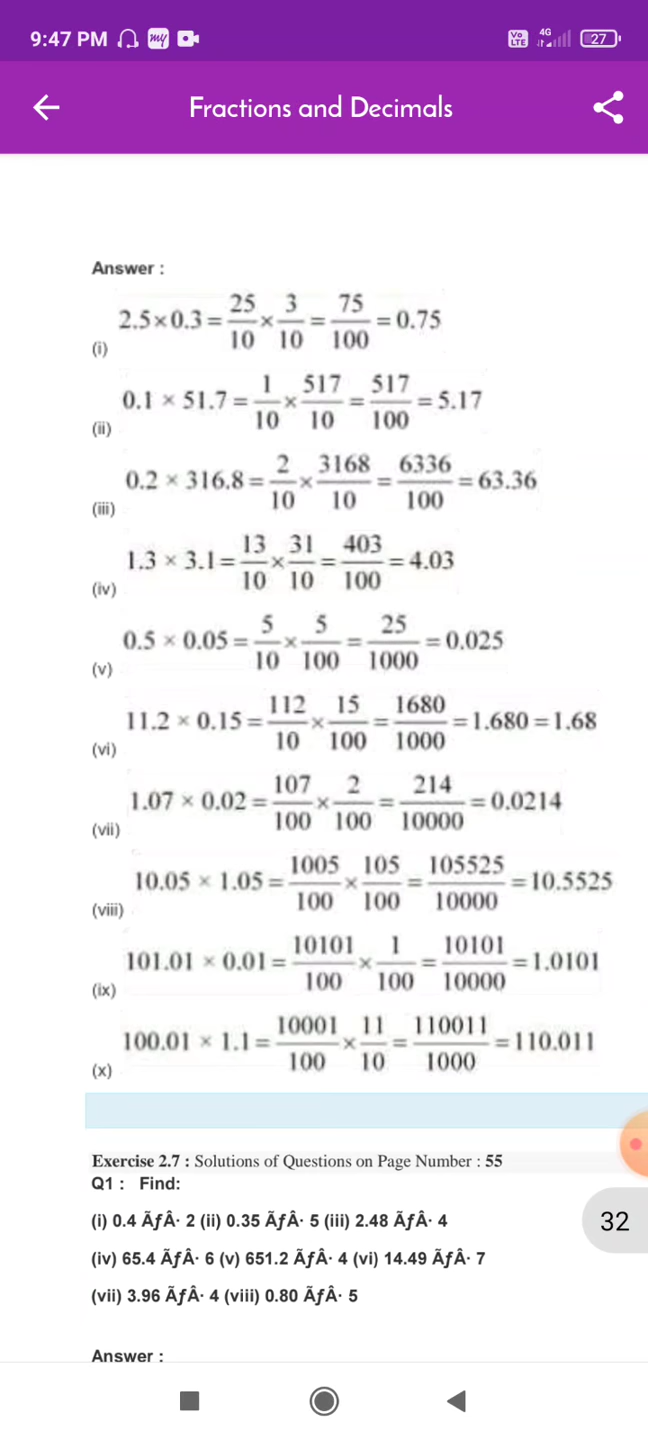 9:47 PM my Vo LTE 4G 27
Fractions and Decimals
Answer :
(i) 2.5×0.3 = 25/10 × 3/10 = 75/100 = 0.75
(ii) 0.1 × 51.7 = 1/10 × 517/10 = 517/100 = 5.17
(iii) 0.2 × 316.8 = 2/10 × 3168/10 = 6336/100 = 63.36
(iv) 1.3 × 3.1 = 13/10 × 31/10 = 403/100 = 4.03
(v) 0.5 × 0.05 = 5/10 × 5/100 = 25/1000 = 0.025
(vi) 11.2 × 0.15 = 112/10 × 15/100 = 1680/1000 = 1.680 = 1.68
(vii) 1.07 × 0.02 = 107/100 × 2/100 = 214/10000 = 0.0214
(viii) 10.05 × 1.05 = 1005/100 × 105/100 = 105525/10000 = 10.5525
(ix) 101.01 × 0.01 = 10101/100 × 1/100 = 10101/10000 = 1.0101
(x) 100.01 × 1.1 = 10001/100 × 11/10 = 110011/1000 = 110.011
Exercise 2.7 : Solutions of Questions on Page Number : 55
Q1 : Find:
(i) 0.4 ÃƒÂ· 2 (ii) 0.35 ÃƒÂ· 5 (iii) 2.48 ÃƒÂ· 4
32
(iv) 65.4 ÃƒÂ· 6 (v) 651.2 ÃƒÂ· 4 (vi) 14.49 ÃƒÂ· 7
(vii) 3.96 ÃƒÂ· 4 (viii) 0.80 ÃƒÂ· 5
Answer :